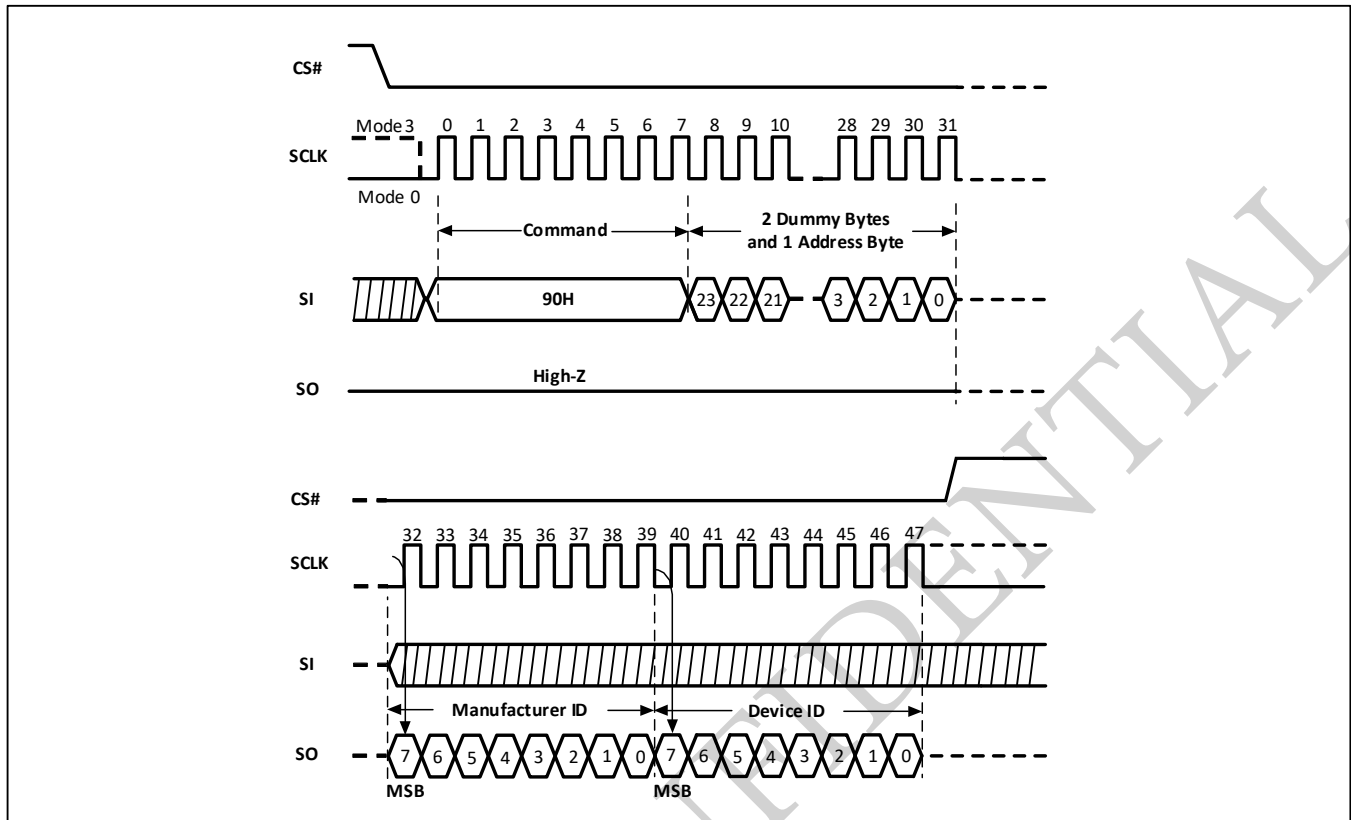 CS#
Mode 3
0 1 2 3 4 5 6 7 8 9 10 28 29 30 31
SCLK
Mode 0
Command
2 Dummy Bytes
and 1 Address Byte
SI
90H
23 22 21 3 2 1 0
High-Z
SO
CS#
32 33 34 35 36 37 38 39 40 41 42 43 44 45 46 47
SCLK
SI
Manufacturer ID
Device ID
SO
7 6 5 4 3 2 1 0 7 6 5 4 3 2 1 0
MSB
MSB
FIDENTIAL